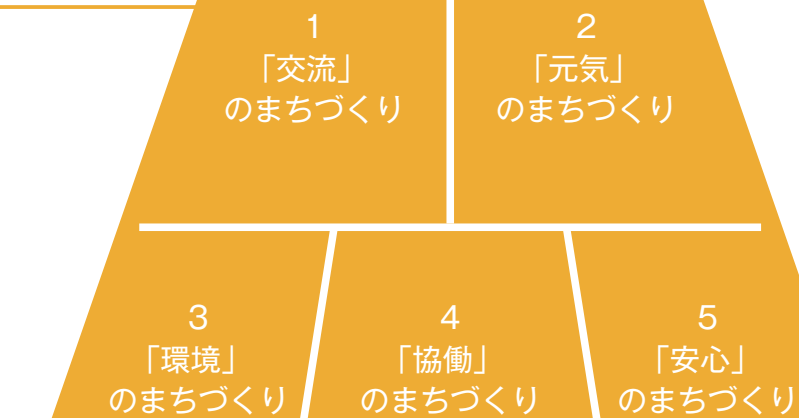 1
「交流」
のまちづくり
2
「元気」
のまちづくり
3
「環境」
のまちづくり
4
「協働」
のまちづくり
5
「安心」
のまちづくり